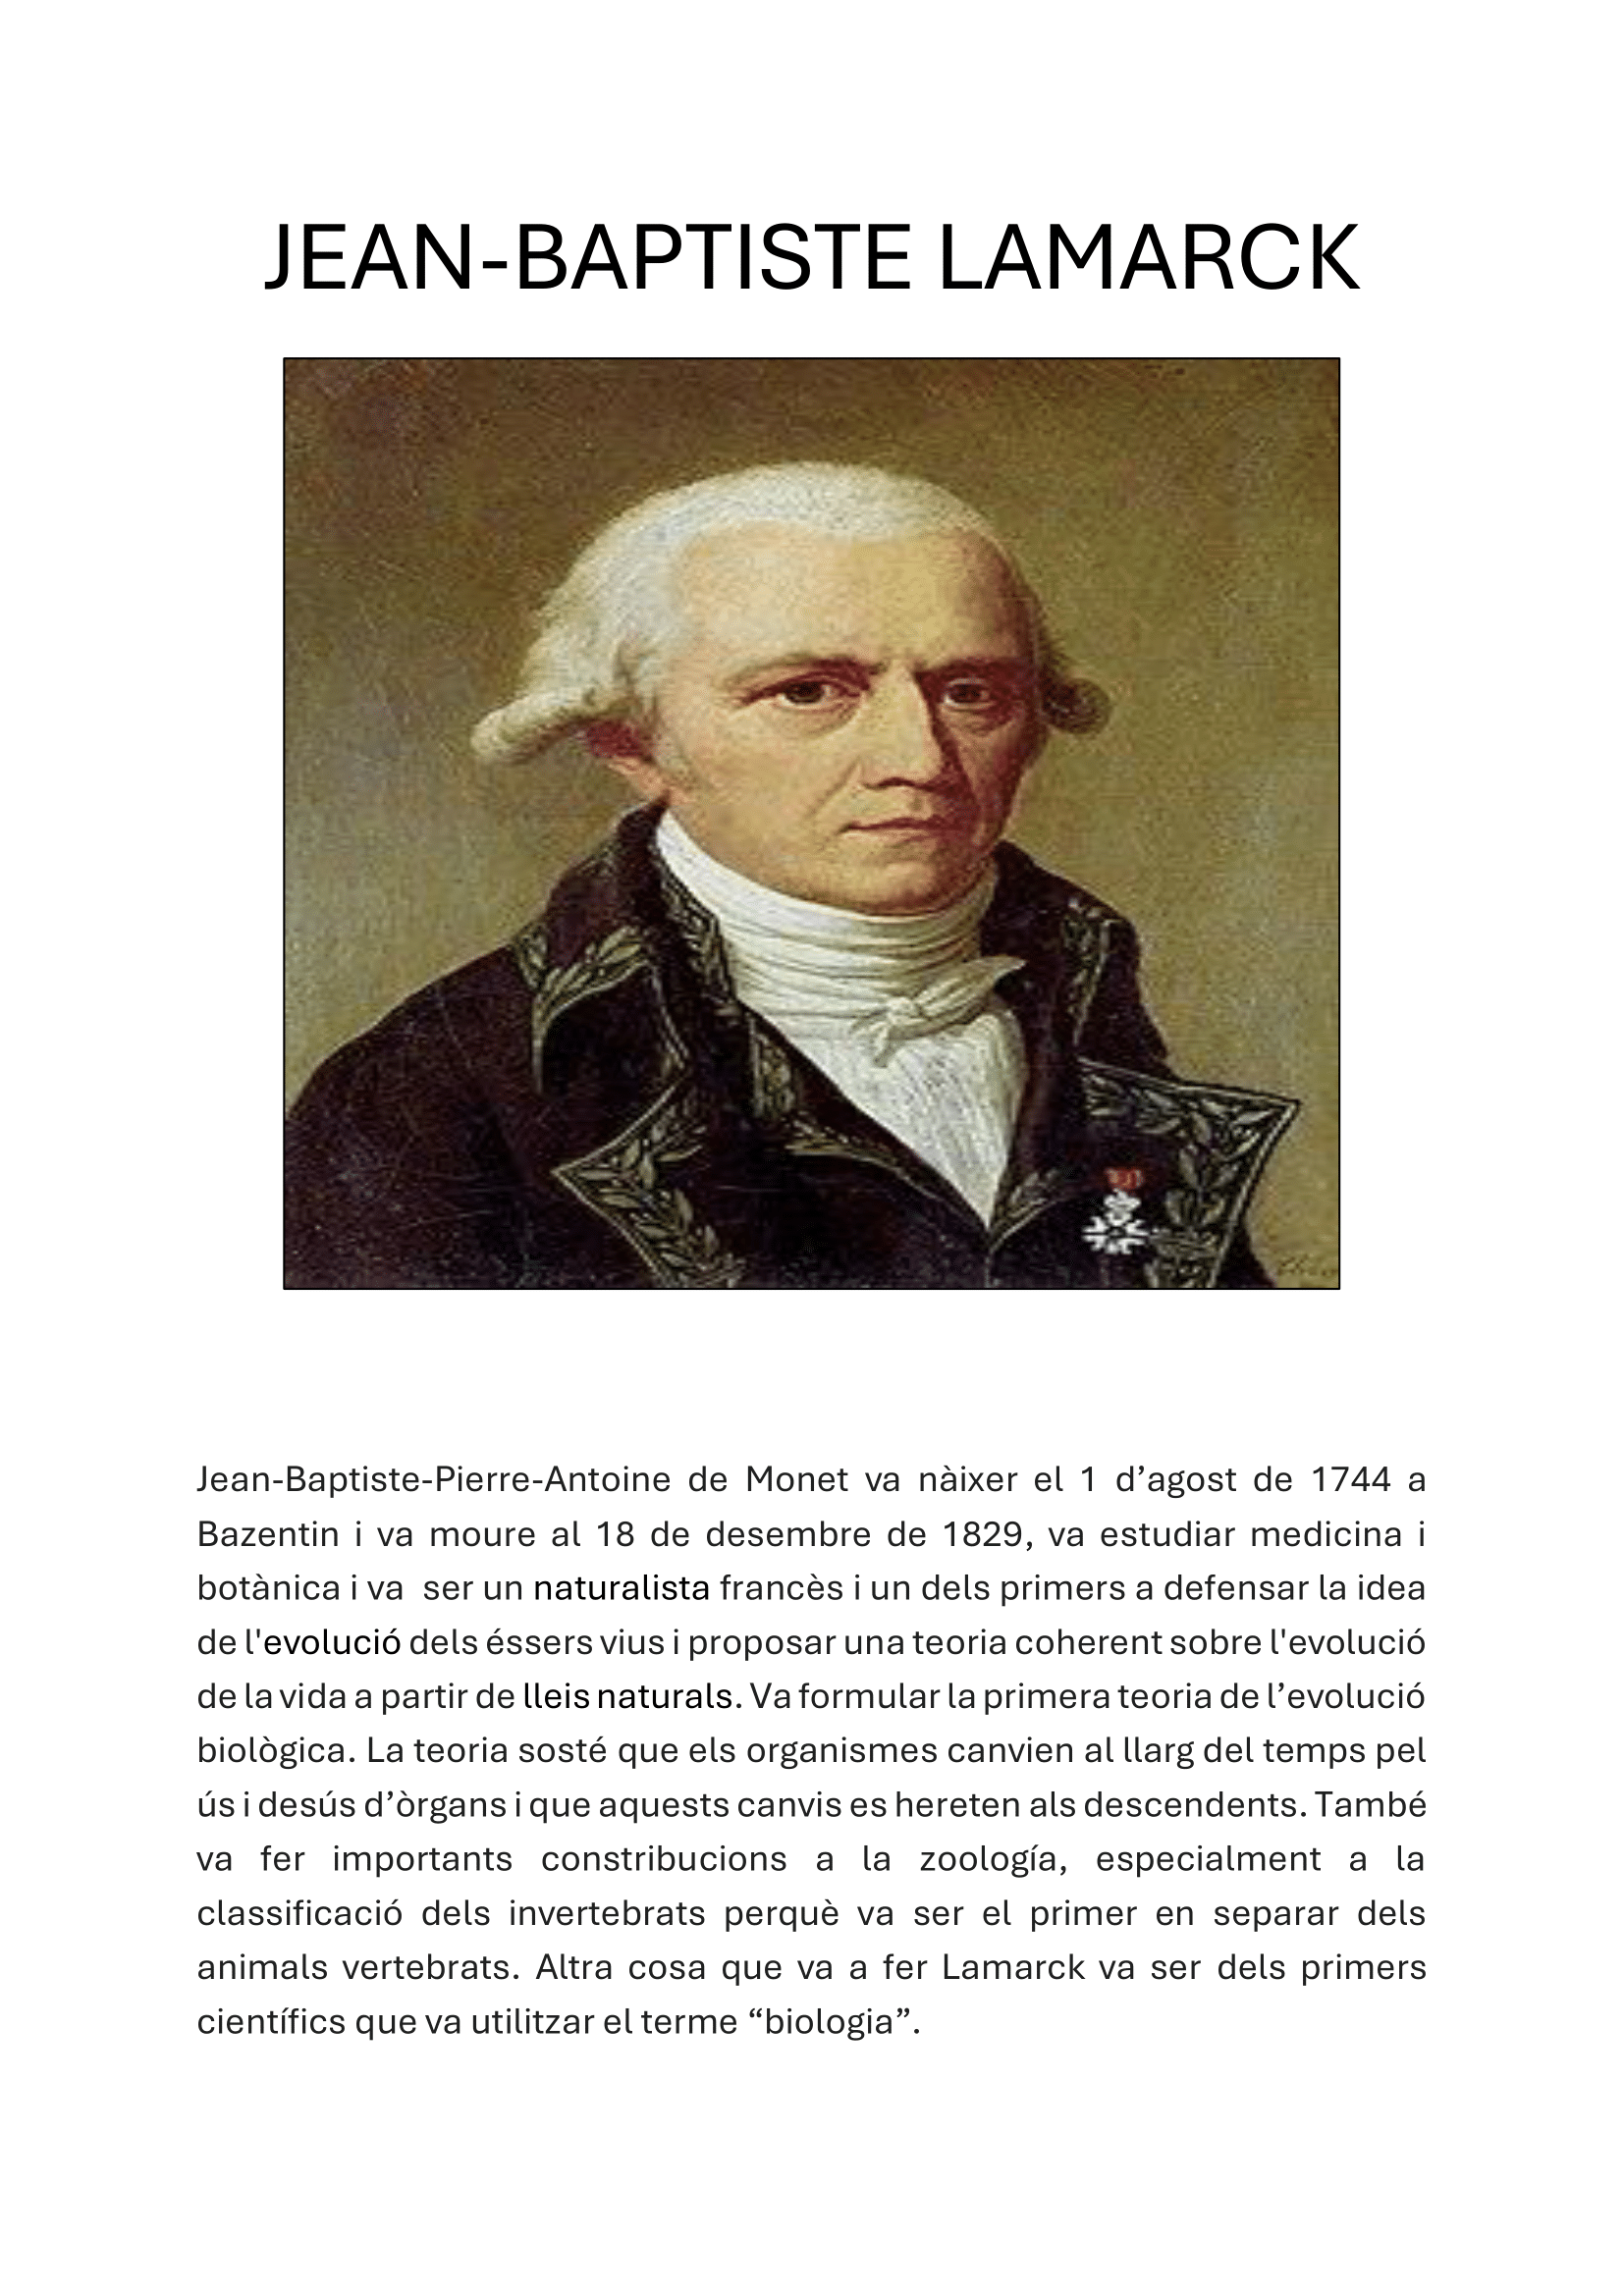 JEAN-BAPTISTE LAMARCK
Jean-Baptiste-Pierre-Antoine de Monet va nàixer el 1 d’agost de 1744 a
Bazentin i va moure al 18 de desembre de 1829, va estudiar medicina i
botànica i va  ser un naturalista francès i un dels primers a defensar la idea
de l'evolució dels éssers vius i proposar una teoria coherent sobre l'evolució
de la vida a partir de lleis naturals. Va formular la primera teoria de l’evolució
biològica. La teoria sosté que els organismes canvien al llarg del temps pel
ús i desús d’òrgans i que aquests canvis es hereten als descendents. També
va fer importants constribucions a la zoología, especialment a la
classificació dels invertebrats perquè va ser el primer en separar dels
animals vertebrats. Altra cosa que va a fer Lamarck va ser dels primers
científics que va utilitzar el terme “biologia”.